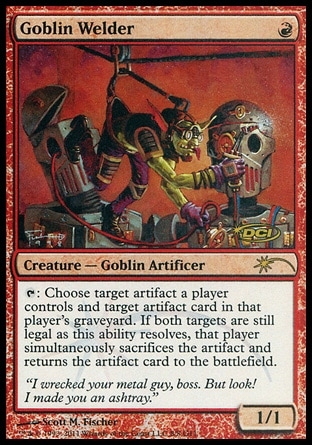 Goblin Welder
DCI
Creature — Goblin Artificer
: Choose target artifact a player
controls and target artifact card in that
player's graveyard. If both targets are still
legal as this ability resolves, that player
simultaneously sacrifices the artifact and
returns the artifact card to the battlefield.
"I wrecked your metal guy, boss. But look!
I made you an ashtray."
Scott M. Fischer
1/1